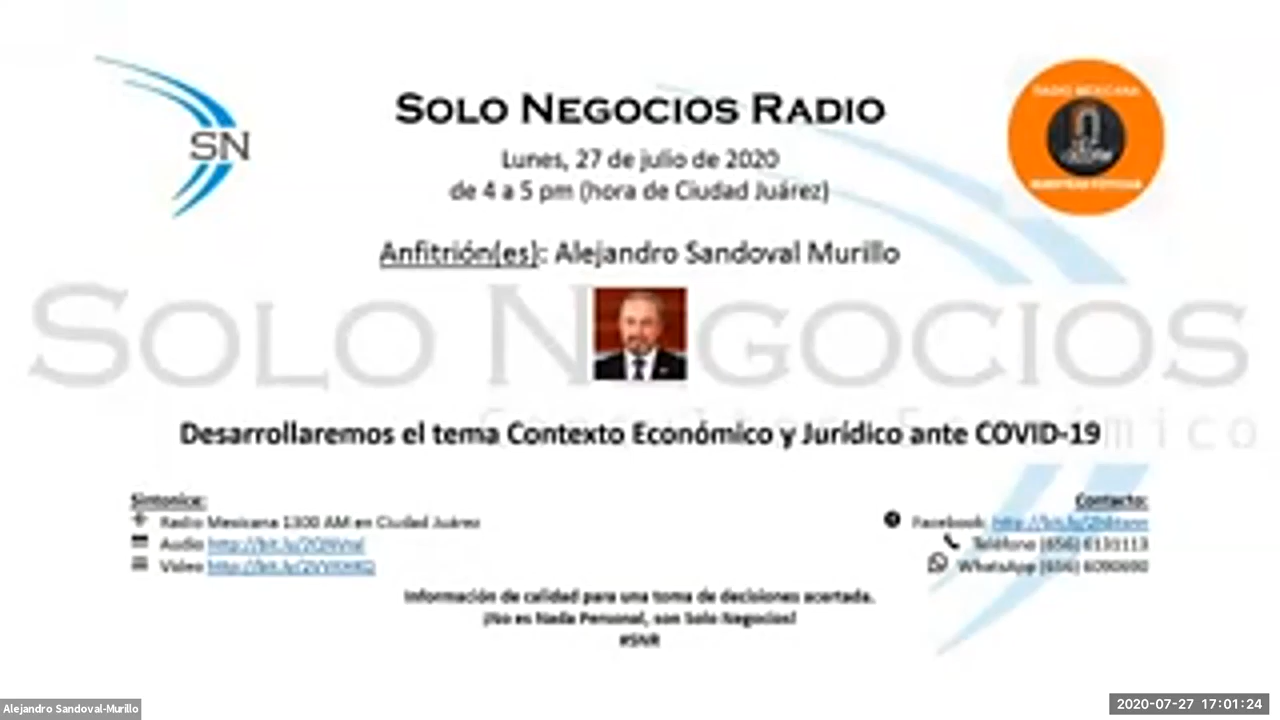 SN
SOLO NEGOCIOS RADIO
Lunes, 27 de julio de 2020
de 4 a 5 pm (hora de Ciudad Juárez)
RADIO MEXICANA
Anfitrión(es): Alejandro Sandoval Murillo
SOLO NEGOCIOS
Desarrollaremos el tema Contexto Económico y Jurídico ante COVID-19
Sintonice:
Radio Mexicana 1300 AM en Ciudad Juárez
Audio
Video
Contacto:
Facebook:
Teléfono (656) 6131113
WhatsApp (656)
Información de calidad para una toma de decisiones acertada.
¡No es Nada Personal, son Solo Negocios!
#SNR
Alejandro Sandoval-Murillo
2020-07-27 17:01:24